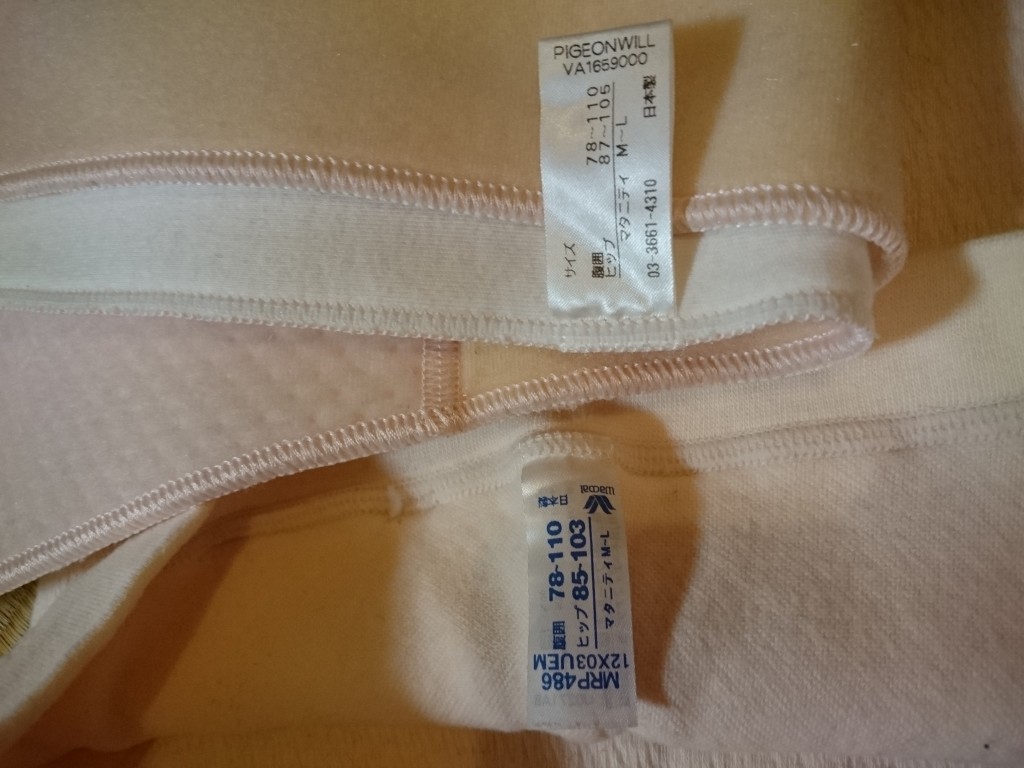 PIGEONWILL
VA1659000
サイズ
腹囲 78〜110
ヒップ 87〜105
マタニティ M〜L
03-3661-4310 日本製
Wacoal
日本製
腹囲 78-110
ヒップ 85-103
マタニティ M-L
MRP486
12X03UEM